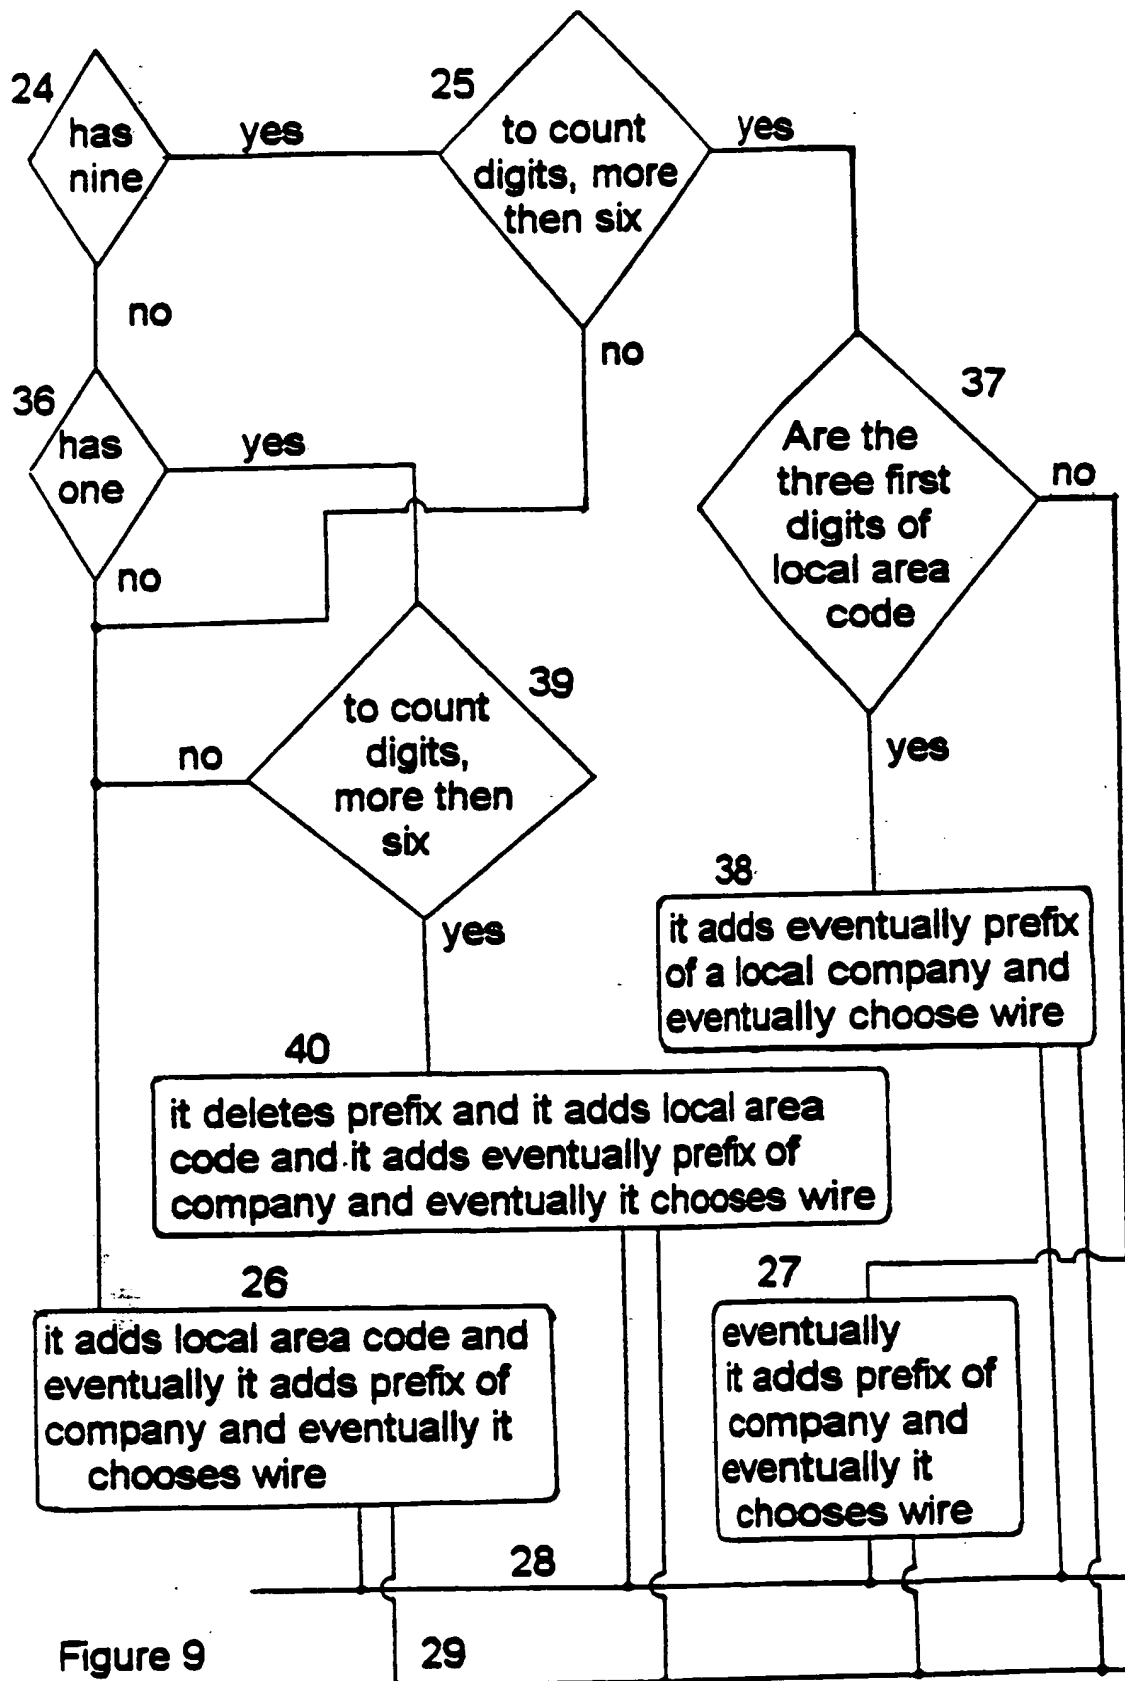 24
has
nine
yes
no
25
to count
digits, more
then six
yes
no
36
has
one
yes
no
37
Are the
three first
digits of
local area
code
no
yes
39
to count
digits,
more then
six
no
yes
38
it adds eventually prefix
of a local company and
eventually choose wire
40
it deletes prefix and it adds local area
code and it adds eventually prefix of
company and eventually it chooses wire
26
it adds local area code and
eventually it adds prefix of
company and eventually it
chooses wire
27
eventually
it adds prefix of
company and
eventually it
chooses wire
28
29
Figure 9